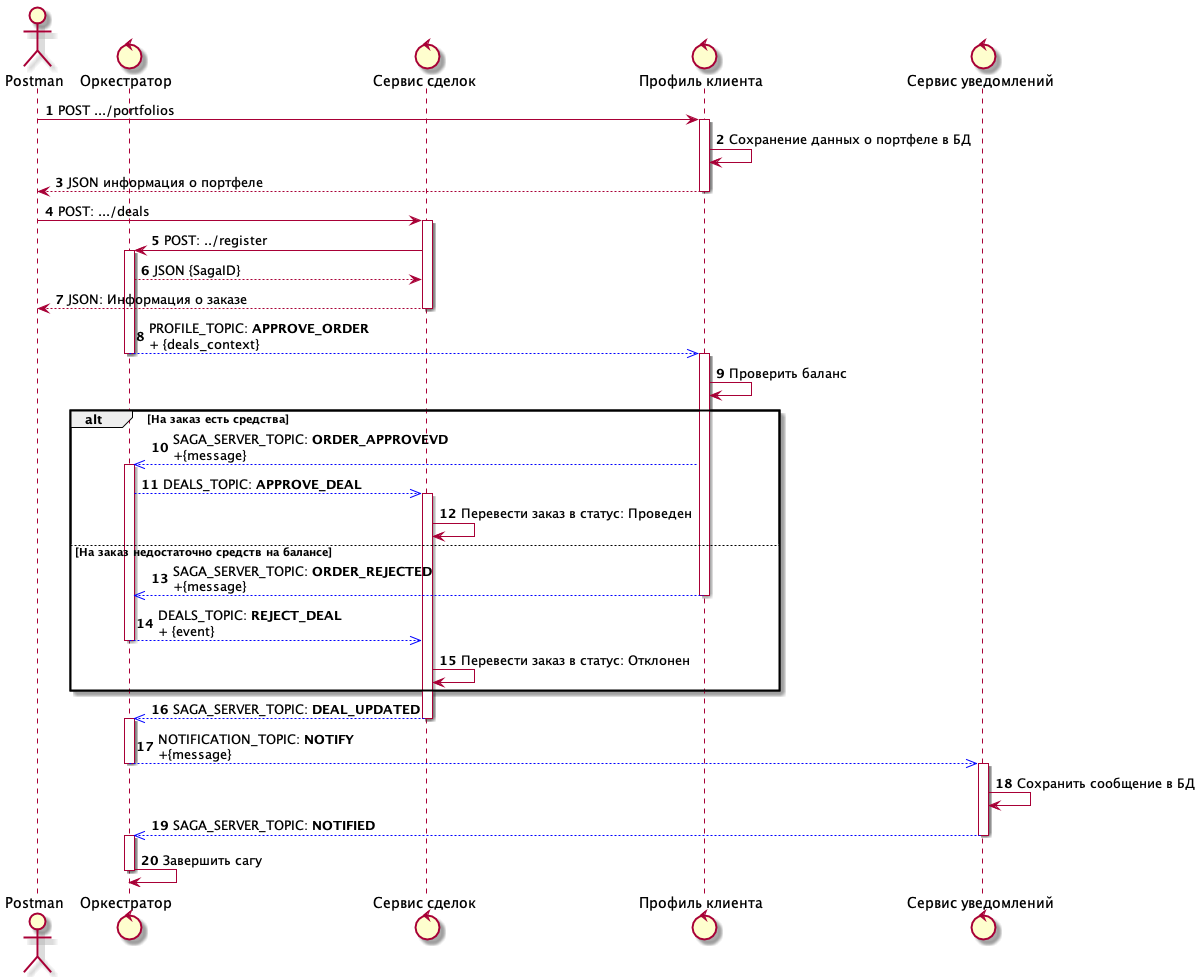 Postman
Оркестратор
Сервис сделок
Профиль клиента
Сервис уведомлений
1 POST .../portfolios
2 Сохранение данных о портфеле в БД
3 JSON информация о портфеле
4 POST: .../deals
5 POST: ../register
6 JSON {SagaID}
7 JSON: Информация о заказе
8 PROFILE_TOPIC: APPROVE_ORDER
+ {deals_context}
9 Проверить баланс
alt [На заказ есть средства]
10 SAGA_SERVER_TOPIC: ORDER_APPROVEVD
+{message}
11 DEALS_TOPIC: APPROVE_DEAL
12 Перевести заказ в статус: Проведен
[На заказ недостаточно средств на балансе]
13 SAGA_SERVER_TOPIC: ORDER_REJECTED
+{message}
14 DEALS_TOPIC: REJECT_DEAL
+ {event}
15 Перевести заказ в статус: Отклонен
16 SAGA_SERVER_TOPIC: DEAL_UPDATED
17 NOTIFICATION_TOPIC: NOTIFY
+{message}
18 Сохранить сообщение в БД
19 SAGA_SERVER_TOPIC: NOTIFIED
20 Завершить сагу
Postman
Оркестратор
Сервис сделок
Профиль клиента
Сервис уведомлений